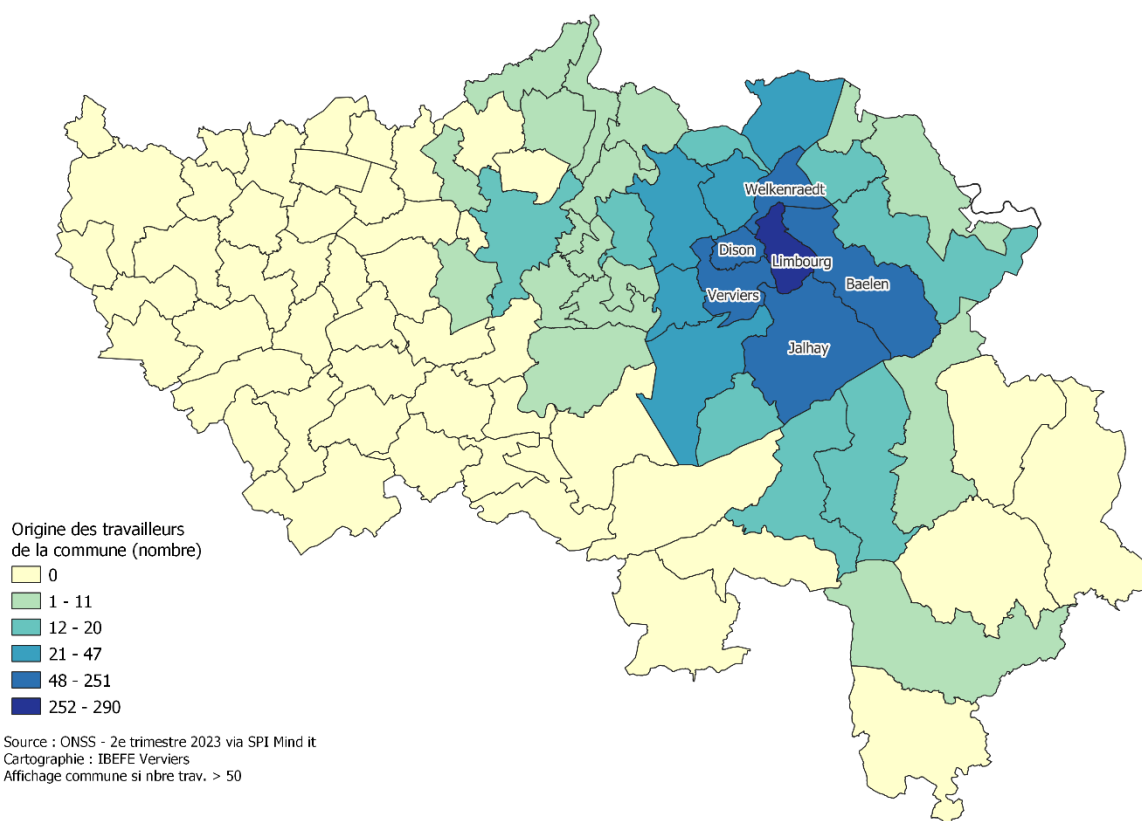 Welkenraedt
Dison
Limbourg
Baelen
Verviers
Jalhay
Origine des travailleurs
de la commune (nombre)
0
1 - 11
12 - 20
21 - 47
48 - 251
252 - 290
Source : ONSS - 2e trimestre 2023 via SPI Mind it
Cartographie : IBEFE Verviers
Affichage commune si nbre trav. > 50